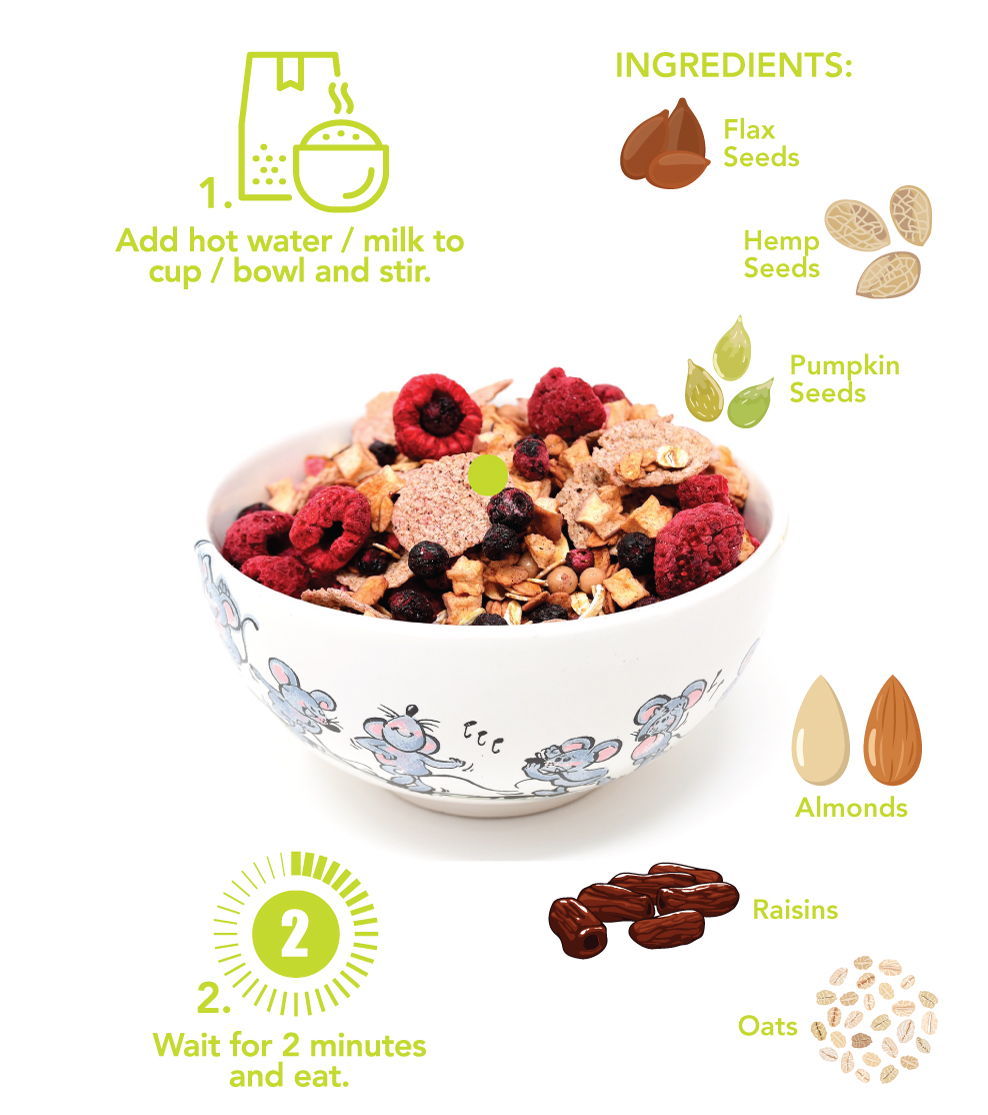 1.
Add hot water / milk to
cup / bowl and stir.
INGREDIENTS:
Flax
Seeds
Hemp
Seeds
Pumpkin
Seeds
Almonds
Raisins
Oats
2
2.
Wait for 2 minutes
and eat.